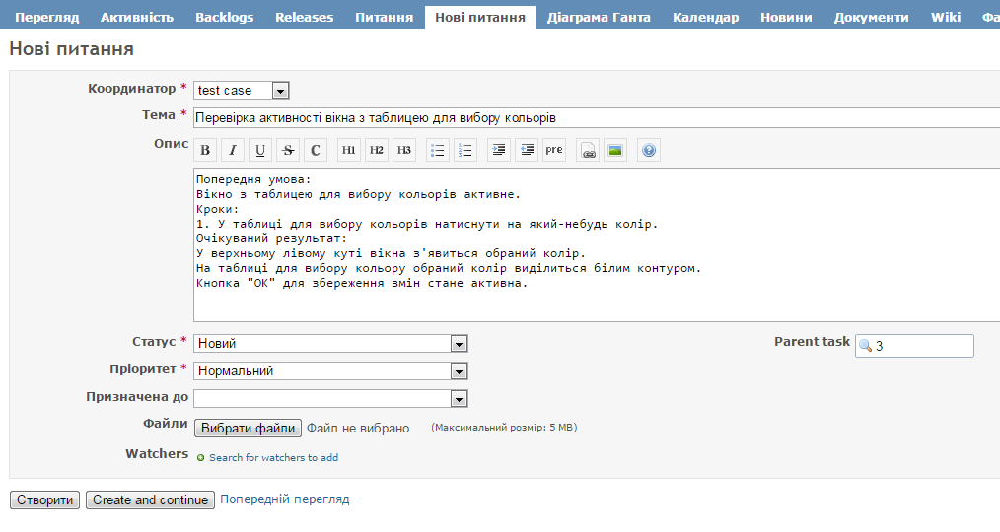 Перегляд Активність Backlogs Releases Питання Нові питання Діаграма Ганта Календар Новини Документи Wiki Фа
Нові питання
Координатор * test case
Тема * Перевірка активності вікна з таблицею для вибору кольорів
Опис B I U S C H1 H2 H3 pre
Попередня умова:
Вікно з таблицею для вибору кольорів активне.
Кроки:
1. У таблиці для вибору кольорів натиснути на який-небудь колір.
Очікуваний результат:
У верхньому лівому куті вікна з'явиться обраний колір.
На таблиці для вибору кольору обраний колір виділиться білим контуром.
Кнопка "ОК" для збереження змін стане активна.
Статус * Новий Parent task 3
Пріоритет * Нормальний
Призначена до
Файли Вибрати файли Файл не вибрано (Максимальний розмір: 5 MB)
Watchers Search for watchers to add
Створити Create and continue Попередній перегляд